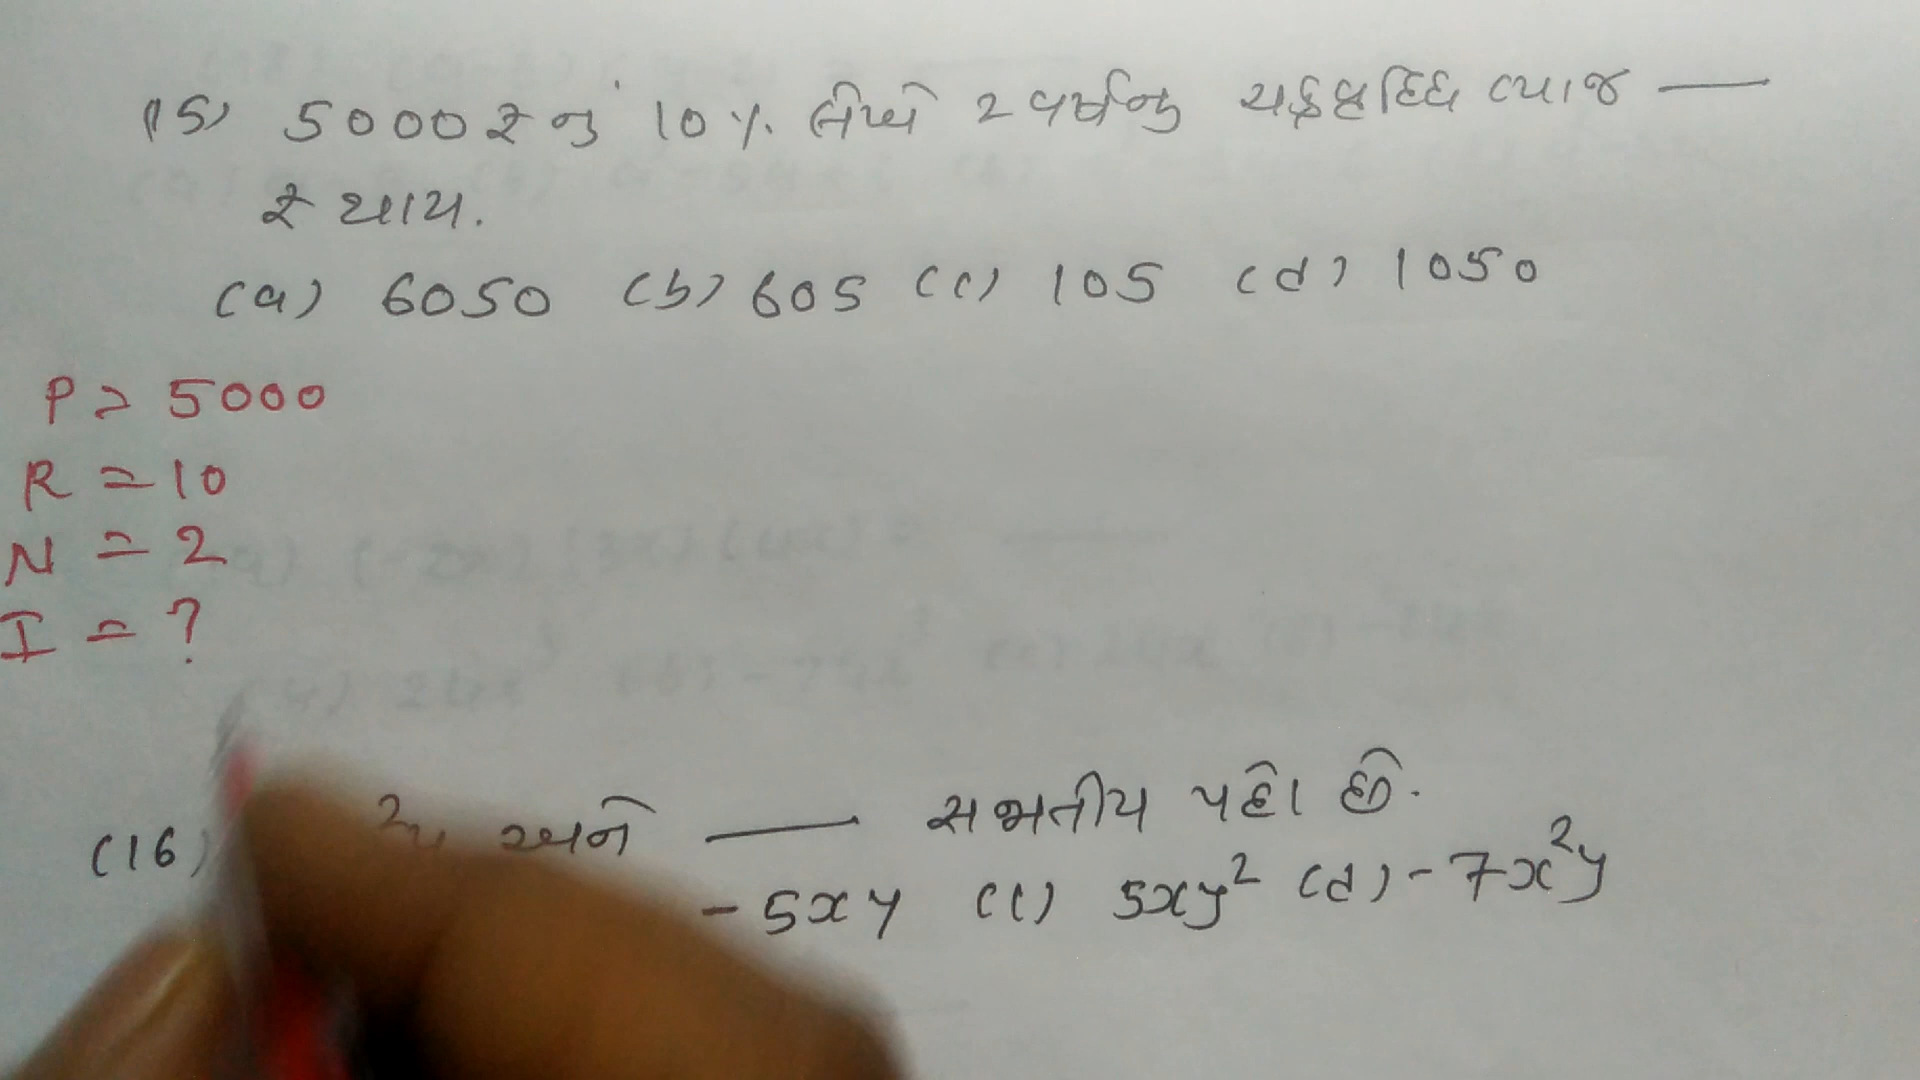 (15) 5000 ₹ નું 10 % લેખે 2 વર્ષનુ ચક્રવૃદ્ધિ વ્યાજ —
₹ થાય.
(a) 6050 (b) 605 (c) 105 (d) 1050
P = 5000
R = 10
N = 2
I = ?
(16) અને — સજાતીય પદો છે.
-5xy (c) 5xy² (d) -7x²y